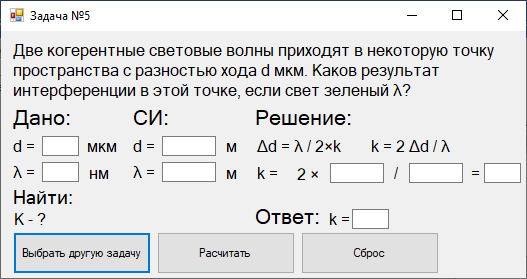 Задача №5
Две когерентные световые волны приходят в некоторую точку
пространства с разностью хода d мкм. Каков результат
интерференции в этой точке, если свет зеленый λ?
Дано: СИ: Решение:
d = мкм d = м Δd = λ / 2×k k = 2 Δd / λ
λ = нм λ = м k = 2 × / =
Найти:
K - ? Ответ: k =
Выбрать другую задачу Расчитать Сброс